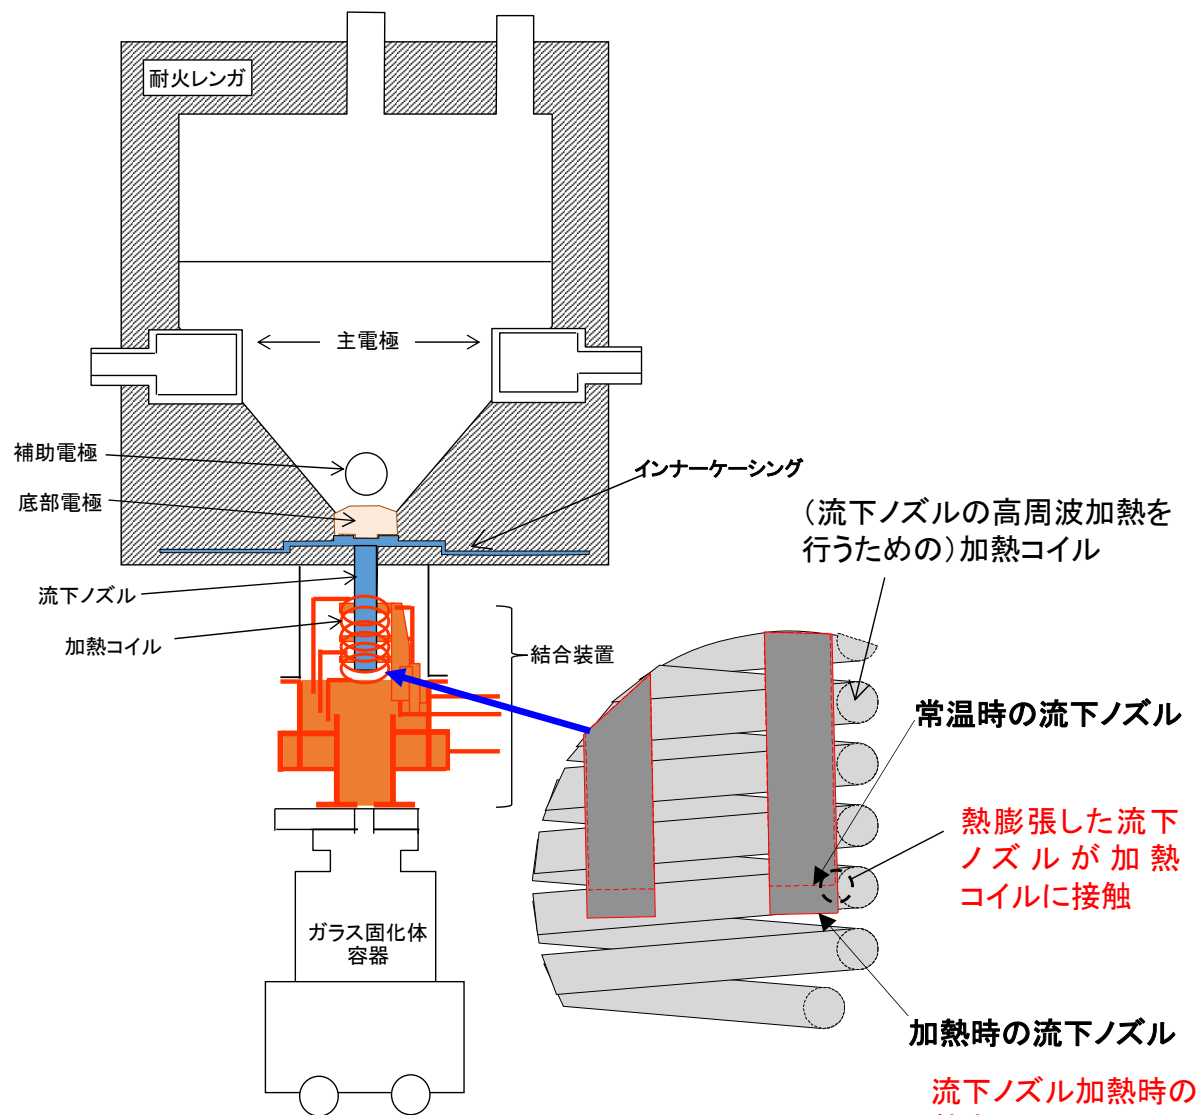 耐火レンガ
主電極
補助電極
底部電極
インナーケーシング
（流下ノズルの高周波加熱を
行うための）加熱コイル
流下ノズル
加熱コイル
結合装置
常温時の流下ノズル
熱膨張した流下
ノズルが加熱
コイルに接触
ガラス固化体
容器
加熱時の流下ノズル
流下ノズル加熱時の